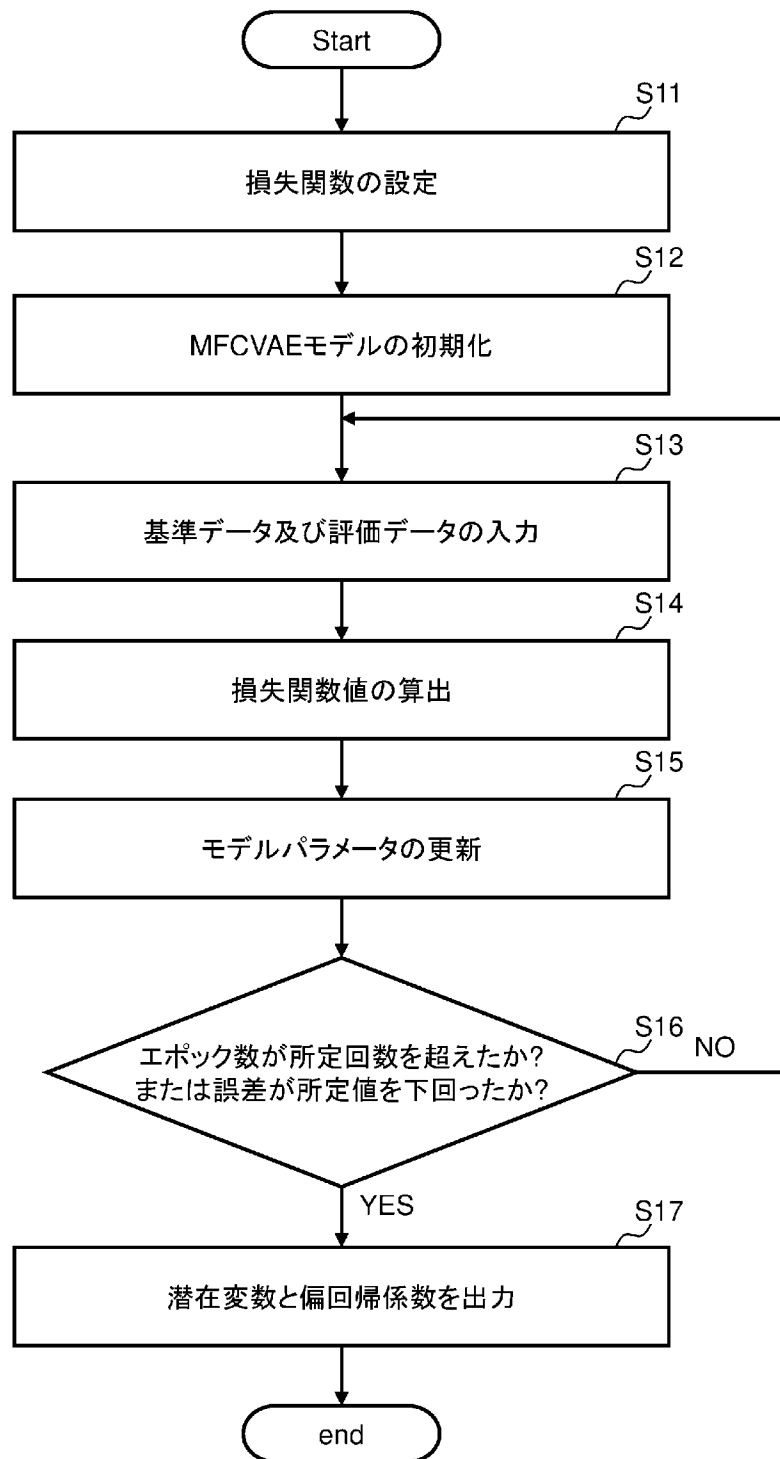 Start
S11
損失関数の設定
S12
MFCVAEモデルの初期化
S13
基準データ及び評価データの入力
S14
損失関数値の算出
S15
モデルパラメータの更新
S16
エポック数が所定回数を超えたか?
または誤差が所定値を下回ったか?
NO
YES
S17
潜在変数と偏回帰係数を出力
end